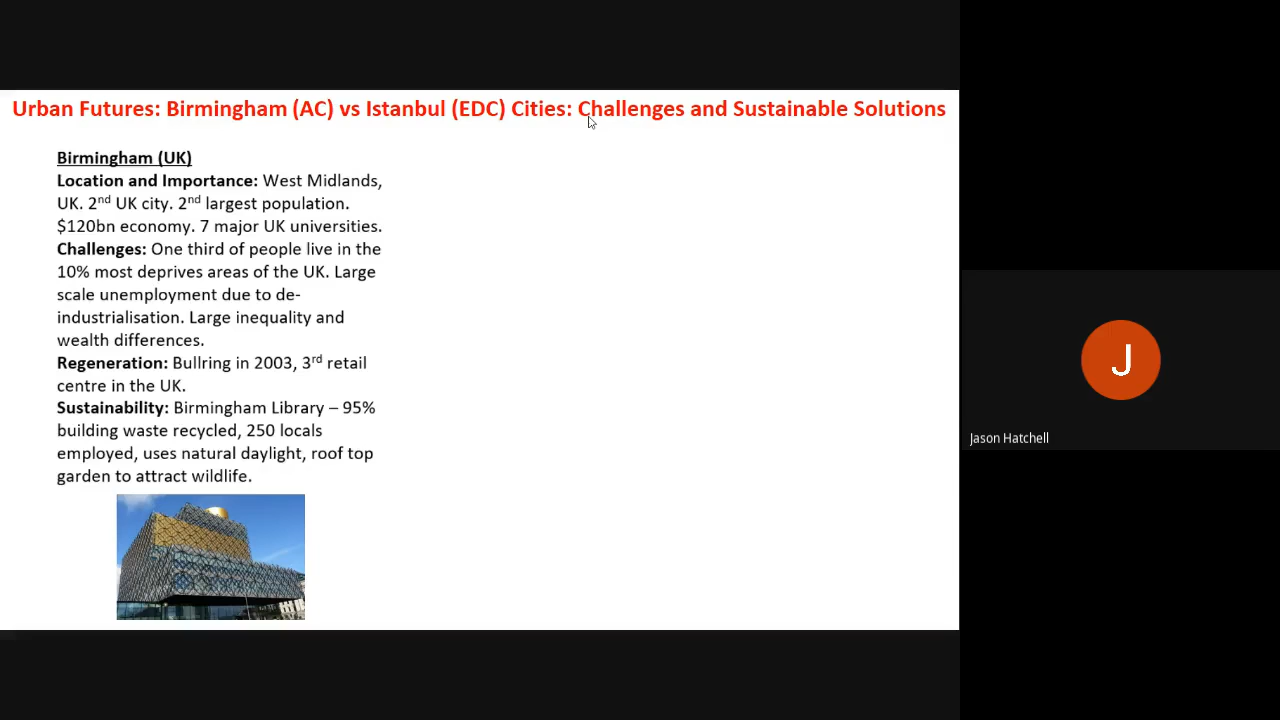 Urban Futures: Birmingham (AC) vs Istanbul (EDC) Cities: Challenges and Sustainable Solutions
Birmingham (UK)
Location and Importance: West Midlands,
UK. 2nd UK city. 2nd largest population.
$120bn economy. 7 major UK universities.
Challenges: One third of people live in the
10% most deprives areas of the UK. Large
scale unemployment due to de-
industrialisation. Large inequality and
wealth differences.
Regeneration: Bullring in 2003, 3rd retail
centre in the UK.
Sustainability: Birmingham Library – 95%
building waste recycled, 250 locals
employed, uses natural daylight, roof top
garden to attract wildlife.
J
Jason Hatchell